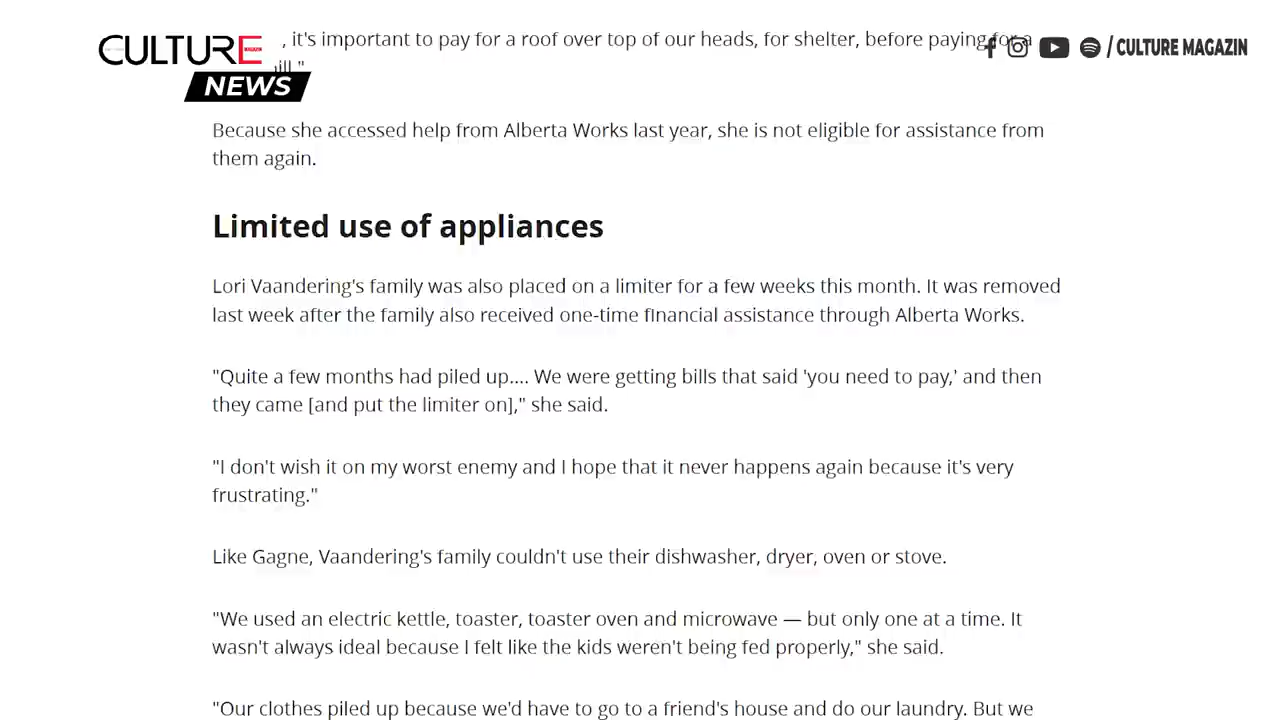 CULTURE
NEWS
/ CULTURE MAGAZIN
, it's important to pay for a roof over top of our heads, for shelter, before paying for a
Because she accessed help from Alberta Works last year, she is not eligible for assistance from
them again.
Limited use of appliances
Lori Vaandering's family was also placed on a limiter for a few weeks this month. It was removed
last week after the family also received one-time financial assistance through Alberta Works.
"Quite a few months had piled up.... We were getting bills that said 'you need to pay,' and then
they came [and put the limiter on]," she said.
"I don't wish it on my worst enemy and I hope that it never happens again because it's very
frustrating."
Like Gagne, Vaandering's family couldn't use their dishwasher, dryer, oven or stove.
"We used an electric kettle, toaster, toaster oven and microwave — but only one at a time. It
wasn't always ideal because I felt like the kids weren't being fed properly," she said.
"Our clothes piled up because we'd have to go to a friend's house and do our laundry. But we